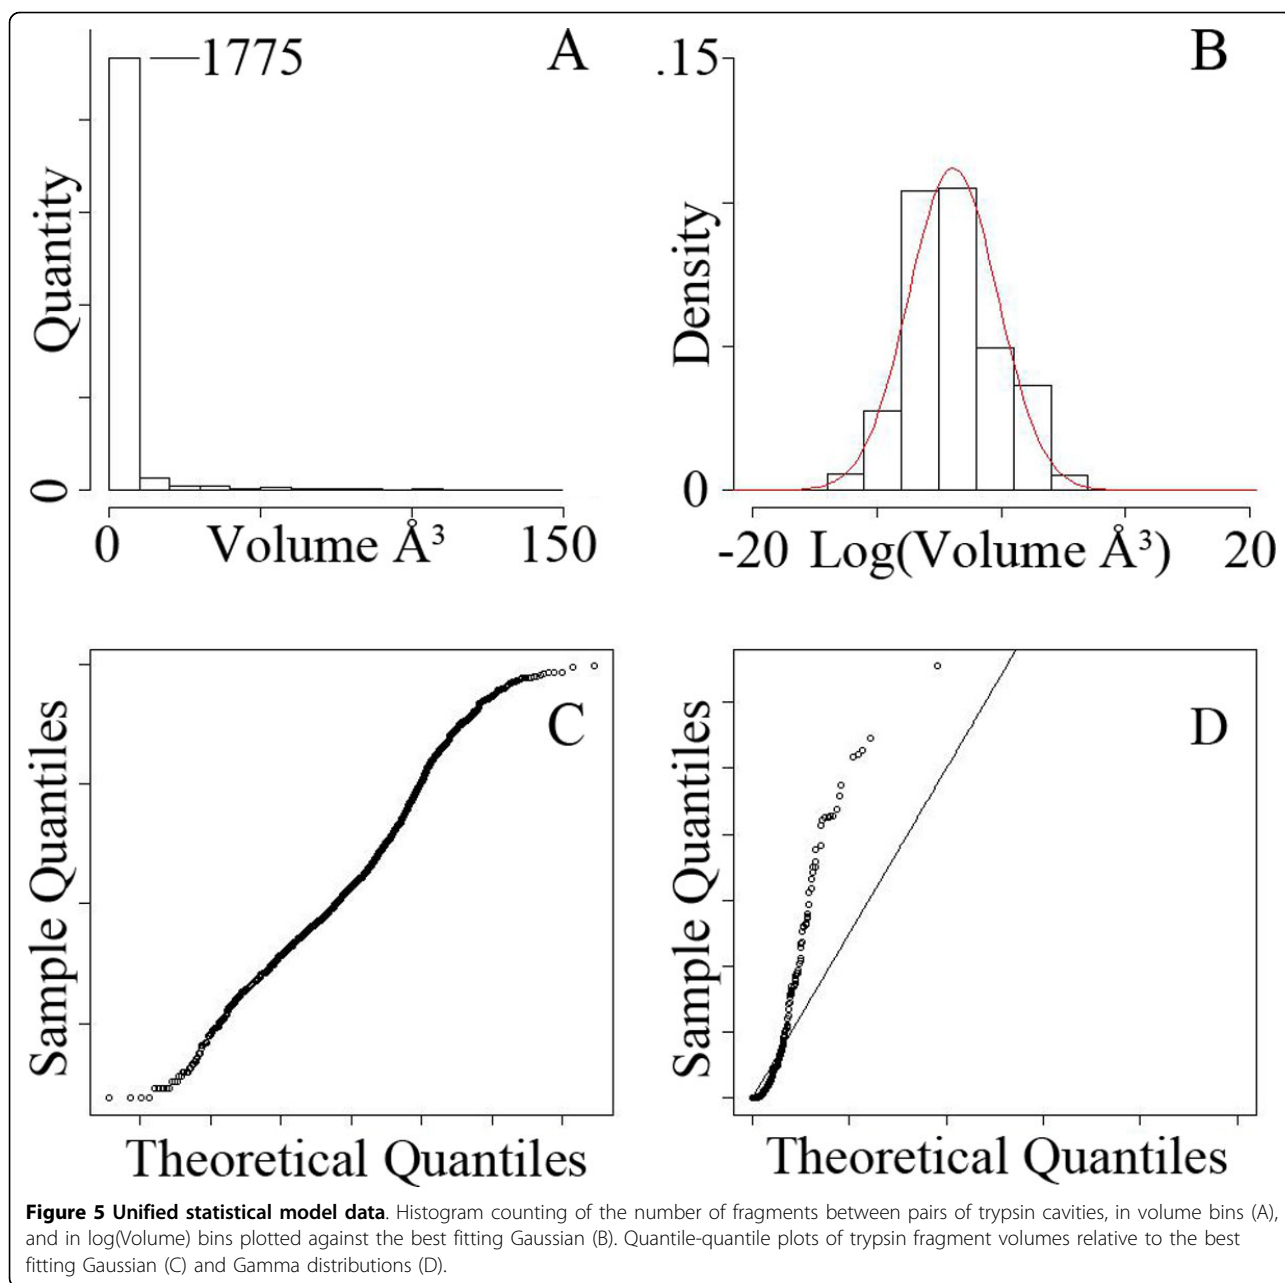 1775
A
Quantity
0
0
Volume Å³
150
.15
B
Density
0
-20
Log(Volume Å³)
20
C
Sample Quantiles
Theoretical Quantiles
D
Sample Quantiles
Theoretical Quantiles
Figure 5 Unified statistical model data. Histogram counting of the number of fragments between pairs of trypsin cavities, in volume bins (A),
and in log(Volume) bins plotted against the best fitting Gaussian (B). Quantile-quantile plots of trypsin fragment volumes relative to the best
fitting Gaussian (C) and Gamma distributions (D).